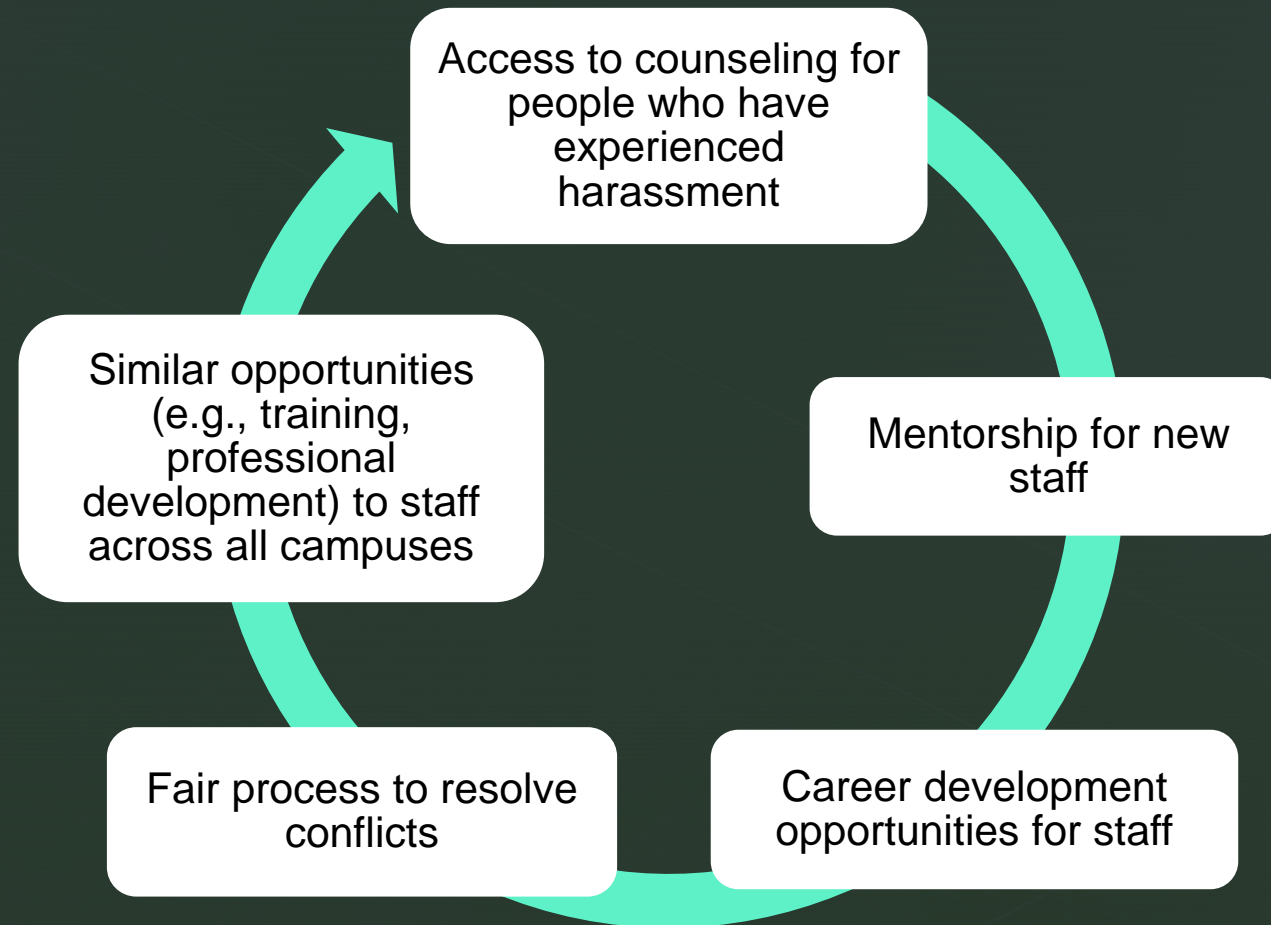 Access to counseling for
people who have
experienced
harassment
Mentorship for new
staff
Career development
opportunities for staff
Fair process to resolve
conflicts
Similar opportunities
(e.g., training,
professional
development) to staff
across all campuses